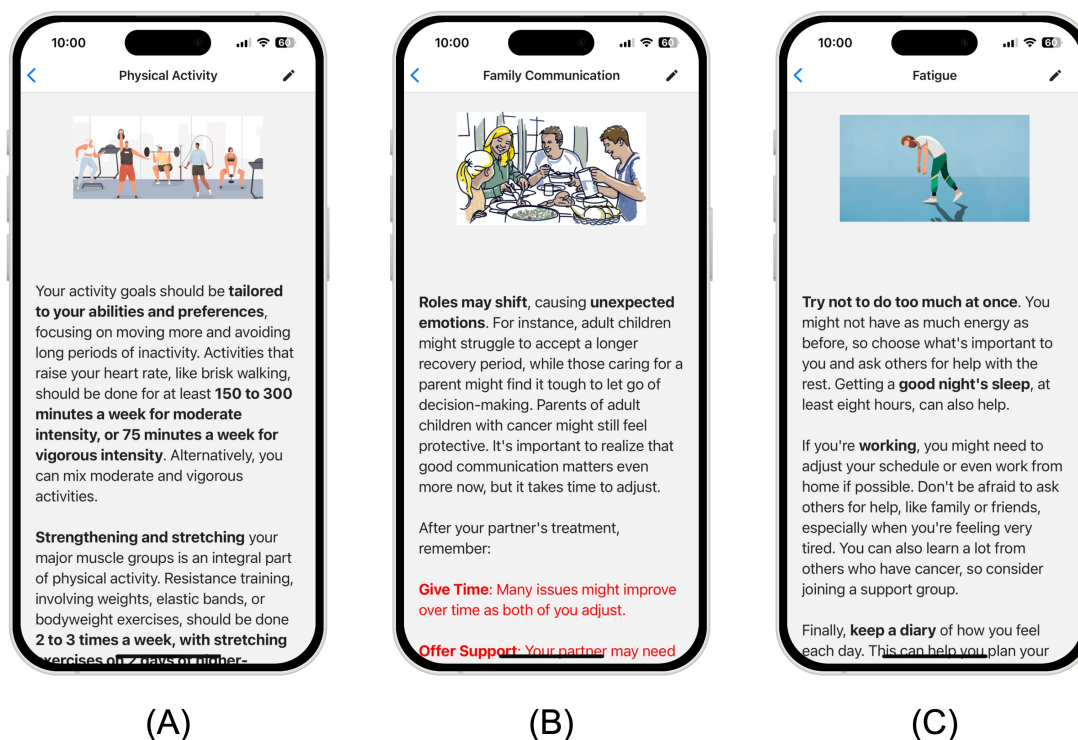 10:00
60
Physical Activity
Your activity goals should be tailored
to your abilities and preferences,
focusing on moving more and avoiding
long periods of inactivity. Activities that
raise your heart rate, like brisk walking,
should be done for at least 150 to 300
minutes a week for moderate
intensity, or 75 minutes a week for
vigorous intensity. Alternatively, you
can mix moderate and vigorous
activities.
Strengthening and stretching your
major muscle groups is an integral part
of physical activity. Resistance training,
involving weights, elastic bands, or
bodyweight exercises, should be done
2 to 3 times a week, with stretching
exercises on 2 days of higher-
(A)
10:00
60
Family Communication
Roles may shift, causing unexpected
emotions. For instance, adult children
might struggle to accept a longer
recovery period, while those caring for a
parent might find it tough to let go of
decision-making. Parents of adult
children with cancer might still feel
protective. It's important to realize that
good communication matters even
more now, but it takes time to adjust.
After your partner's treatment,
remember:
Give Time: Many issues might improve
over time as both of you adjust.
Offer Support: Your partner may need
(B)
10:00
60
Fatigue
Try not to do too much at once. You
might not have as much energy as
before, so choose what's important to
you and ask others for help with the
rest. Getting a good night's sleep, at
least eight hours, can also help.
If you're working, you might need to
adjust your schedule or even work from
home if possible. Don't be afraid to ask
others for help, like family or friends,
especially when you're feeling very
tired. You can also learn a lot from
others who have cancer, so consider
joining a support group.
Finally, keep a diary of how you feel
each day. This can help you plan your
(C)